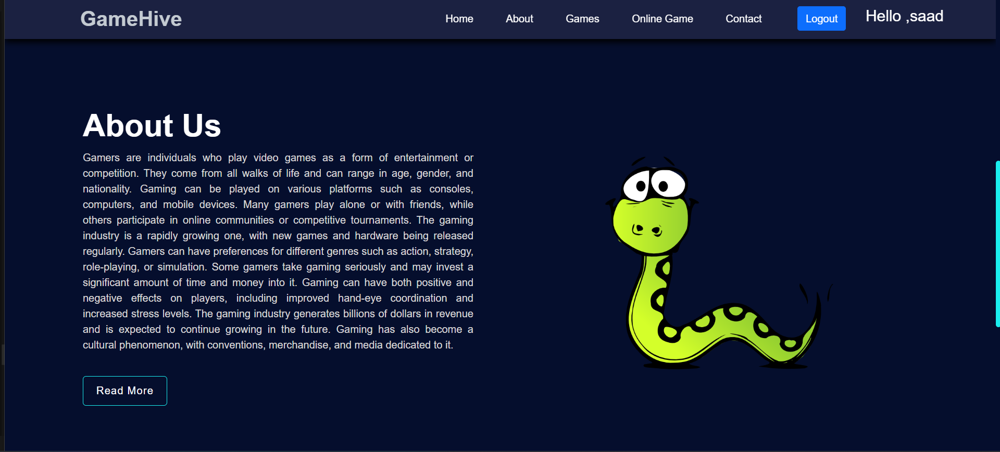 GameHive
Home
About
Games
Online Game
Contact
Logout
Hello ,saad
About Us
Gamers are individuals who play video games as a form of entertainment or
competition. They come from all walks of life and can range in age, gender, and
nationality. Gaming can be played on various platforms such as consoles,
computers, and mobile devices. Many gamers play alone or with friends, while
others participate in online communities or competitive tournaments. The gaming
industry is a rapidly growing one, with new games and hardware being released
regularly. Gamers can have preferences for different genres such as action, strategy,
role-playing, or simulation. Some gamers take gaming seriously and may invest a
significant amount of time and money into it. Gaming can have both positive and
negative effects on players, including improved hand-eye coordination and
increased stress levels. The gaming industry generates billions of dollars in revenue
and is expected to continue growing in the future. Gaming has also become a
cultural phenomenon, with conventions, merchandise, and media dedicated to it.
Read More